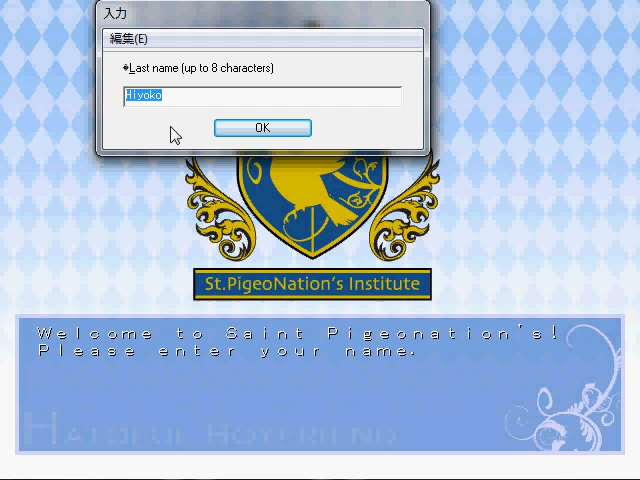 入力
編集(E)
*Last name (up to 8 characters)
Hiyoko
OK
St.PigeoNation's Institute
Welcome to Saint Pigeonation's!
Please enter your name.
HATOFUL BOYFRIEND